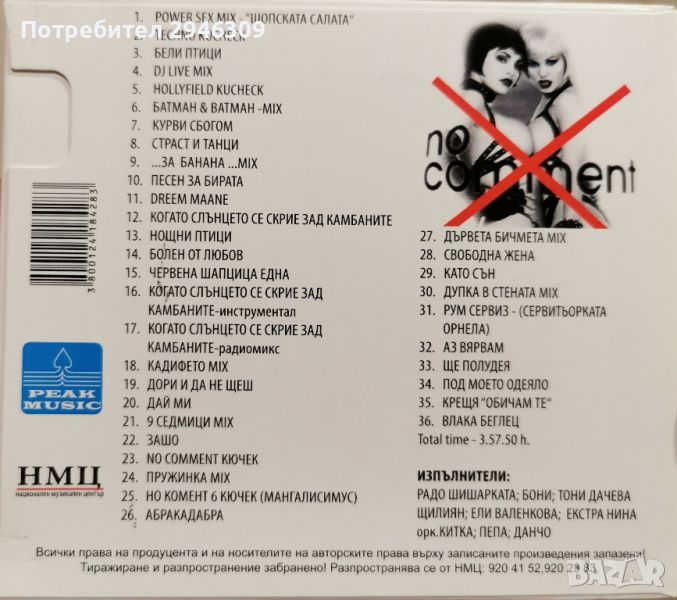 Потребител 2946309
1. POWER SEX MIX - "ШОПСКАТА САЛАТА"
2. TECHNO KUCHECK
3. БЕЛИ ПТИЦИ
4. DJ LIVE MIX
5. HOLLYFIELD KUCHECK
6. БАТМАН & ВАТМАН -MIX
7. КУРВИ СБОГОМ
8. СТРАСТ И ТАНЦИ
9. ...ЗА БАНАНА ...MIX
10. ПЕСЕН ЗА БИРАТА
11. DREEM MAANE
12. КОГАТО СЛЪНЦЕТО СЕ СКРИЕ ЗАД КАМБАНИТЕ
13. НОЩНИ ПТИЦИ
14. БОЛЕН ОТ ЛЮБОВ
15. ЧЕРВЕНА ШАПЦИЦА ЕДНА
16. КОГАТО СЛЪНЦЕТО СЕ СКРИЕ ЗАД
КАМБАНИТЕ-инструментал
17. КОГАТО СЛЪНЦЕТО СЕ СКРИЕ ЗАД
КАМБАНИТЕ-радиомикс
18. КАДИФЕТО MIX
19. ДОРИ И ДА НЕ ЩЕШ
20. ДАЙ МИ
21. 9 СЕДМИЦИ MIX
22. ЗАШО
23. NO COMMENT КЮЧЕК
24. ПРУЖИНКА MIX
25. НО КОМЕНТ 6 КЮЧЕК (МАНГАЛИСИМУС)
26. АБРАКАДАБРА
no
comment
27. ДЪРВЕТА БИЧМЕТА MIX
28. СВОБОДНА ЖЕНА
29. КАТО СЪН
30. ДУПКА В СТЕНАТА MIX
31. РУМ СЕРВИЗ - (СЕРВИТЬОРКАТА
ОРНЕЛА)
32. АЗ ВЯРВАМ
33. ЩЕ ПОЛУДЕЯ
34. ПОД МОЕТО ОДЕЯЛО
35. КРЕЩЯ "ОБИЧАМ ТЕ"
36. ВЛАКА БЕГЛЕЦ
Total time - 3.57.50 h.
ИЗПЪЛНИТЕЛИ:
РАДО ШИШАРКАТА; БОНИ; ТОНИ ДАЧЕВА
ЩИЛИЯН; ЕЛИ ВАЛЕНКОВА; ЕКСТРА НИНА
орк.КИТКА; ПЕПА; ДАНЧО
3800124184283
PEAK
MUSIC
НМЦ
национален музикален център
Всички права на продуцента и на носителите на авторските права върху записаните произведения запазени!
Тиражиране и разпространение забранено! Разпространява се от НМЦ: 920 41 52,920 23 83
BAZAR